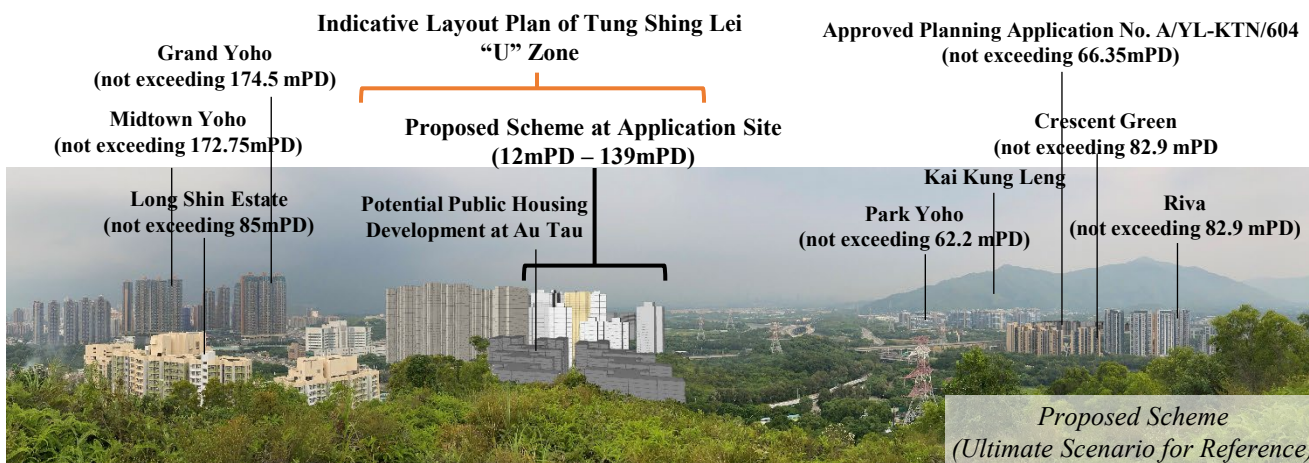 Indicative Layout Plan of Tung Shing Lei
“U” Zone
Approved Planning Application No. A/YL-KTN/604
(not exceeding 66.35mPD)
Grand Yoho
(not exceeding 174.5 mPD)
Midtown Yoho
(not exceeding 172.75mPD)
Proposed Scheme at Application Site
(12mPD – 139mPD)
Crescent Green
(not exceeding 82.9 mPD
Kai Kung Leng
Long Shin Estate
(not exceeding 85mPD)
Potential Public Housing
Development at Au Tau
Park Yoho
(not exceeding 62.2 mPD)
Riva
(not exceeding 82.9 mPD)
Proposed Scheme
(Ultimate Scenario for Reference)